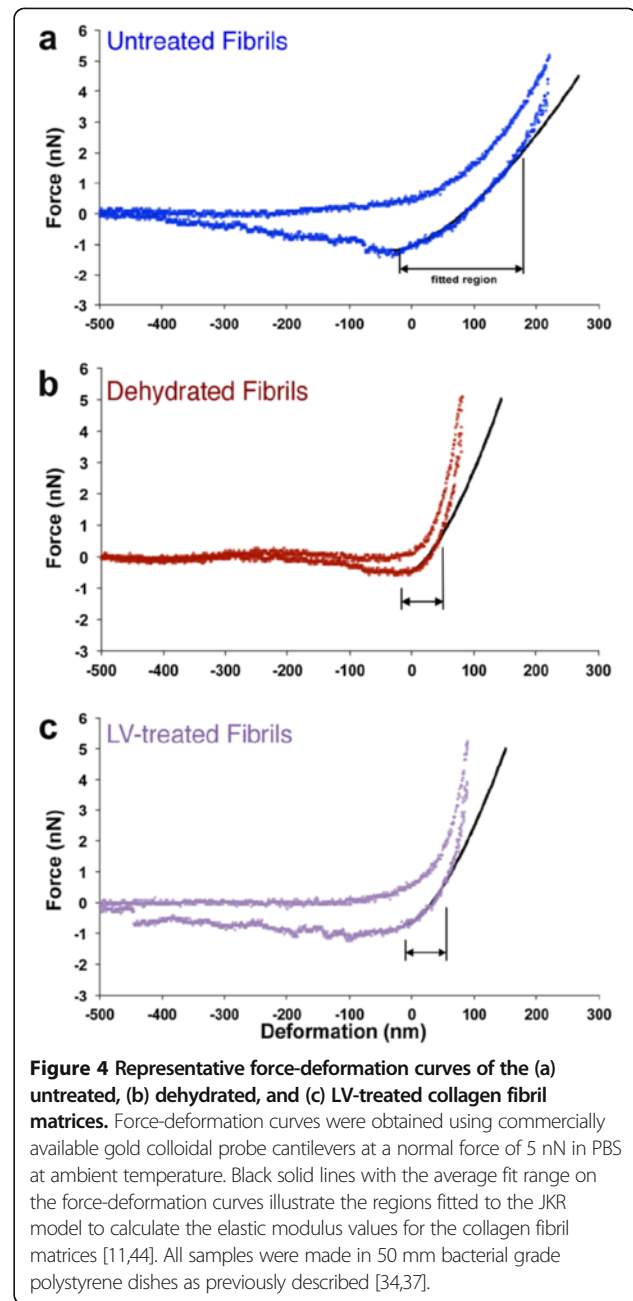 a
Untreated Fibrils
6
5
4
3
2
1
0
-1
-2
-3
Force (nN)
fitted region
-500 -400 -300 -200 -100 0 100 200 300
b
Dehydrated Fibrils
6
5
4
3
2
1
0
-1
-2
-3
Force (nN)
-500 -400 -300 -200 -100 0 100 200 300
c
LV-treated Fibrils
6
5
4
3
2
1
0
-1
-2
-3
Force (nN)
-500 -400 -300 -200 -100 0 100 200 300
Deformation (nm)
Figure 4 Representative force-deformation curves of the (a)
untreated, (b) dehydrated, and (c) LV-treated collagen fibril
matrices. Force-deformation curves were obtained using commercially
available gold colloidal probe cantilevers at a normal force of 5 nN in PBS
at ambient temperature. Black solid lines with the average fit range on
the force-deformation curves illustrate the regions fitted to the JKR
model to calculate the elastic modulus values for the collagen fibril
matrices [11,44]. All samples were made in 50 mm bacterial grade
polystyrene dishes as previously described [34,37].